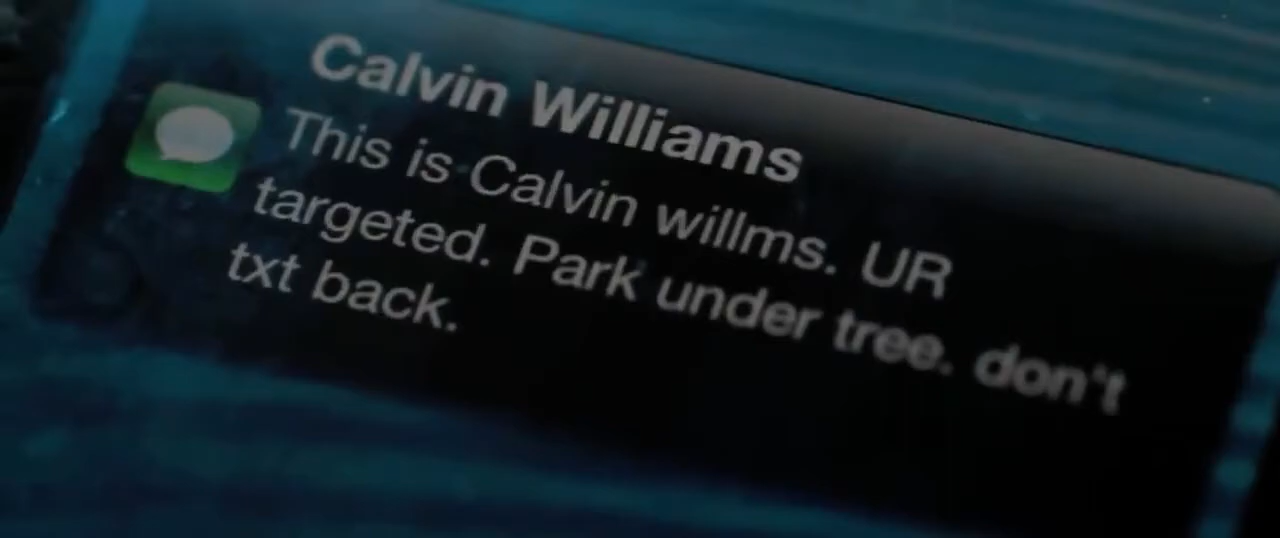 Calvin Williams
This is Calvin willms. UR
targeted. Park under tree. don't
txt back.